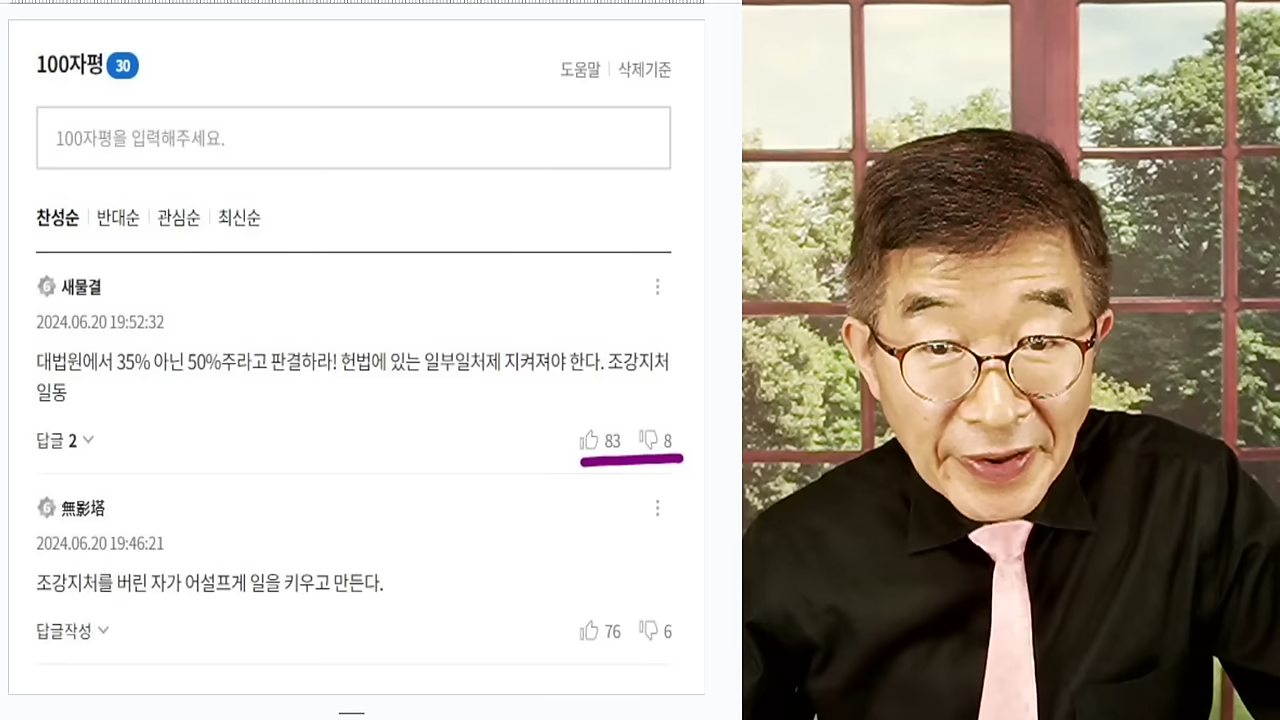 100자평 30
도움말 삭제기준
100자평을 입력해주세요.
찬성순 반대순 관심순 최신순
6 새물결
2024.06.20 19:52:32
대법원에서 35% 아닌 50%주라고 판결하라! 헌법에 있는 일부일처제 지켜져야 한다. 조강지처
일동
답글 2
83 8
6 無影塔
2024.06.20 19:46:21
조강지처를 버린 자가 어설프게 일을 키우고 만든다.
답글작성
76 6